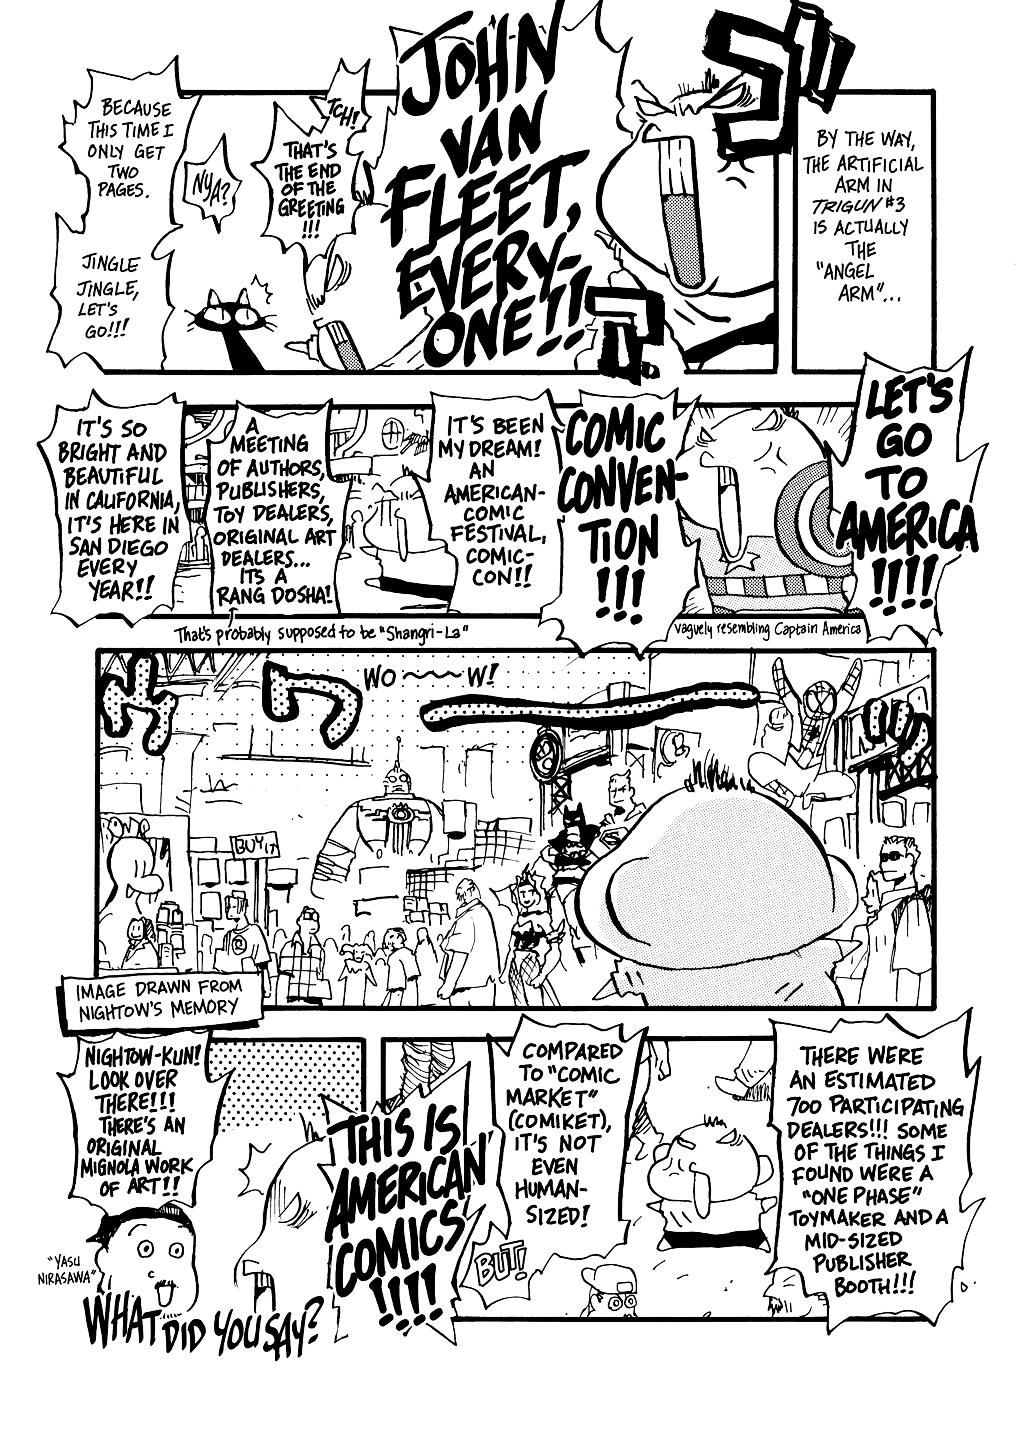 BY THE WAY,
THE ARTIFICIAL
ARM IN
TRIGUN #3
IS ACTUALLY
THE
"ANGEL
ARM"...
JOHN
VAN
FLEET,
EVERY-
ONE!!
TCH!
THAT'S
THE END
OF THE
GREETING
!!!
NYA?
BECAUSE
THIS TIME I
ONLY GET
TWO
PAGES.
JINGLE
JINGLE,
LET'S
GO!!!
LET'S
GO
TO
AMERICA
!!!!
vaguely resembling Captain America
COMIC
CONVEN-
TION
!!!
IT'S BEEN
MY DREAM!
AN
AMERICAN-
COMIC
FESTIVAL,
COMIC-
CON!!
A
MEETING
OF AUTHORS,
PUBLISHERS,
TOY DEALERS,
ORIGINAL ART
DEALERS...
ITS A
RANG DOSHA!
That's probably supposed to be "Shangri-La"
IT'S SO
BRIGHT AND
BEAUTIFUL
IN CALIFORNIA,
IT'S HERE IN
SAN DIEGO
EVERY
YEAR!!
WO~~~W!
BUY
IMAGE DRAWN FROM
NIGHTOW'S MEMORY
THERE WERE
AN ESTIMATED
700 PARTICIPATING
DEALERS!!! SOME
OF THE THINGS I
FOUND WERE A
"ONE PHASE"
TOYMAKER AND A
MID-SIZED
PUBLISHER
BOOTH!!!
COMPARED
TO "COMIC
MARKET"
(COMIKET),
IT'S NOT
EVEN
HUMAN-
SIZED!
BUT!
THIS IS
AMERICAN
COMICS
!!!!
NIGHTOW-KUN!
LOOK OVER
THERE!!!
THERE'S AN
ORIGINAL
MIGNOLA WORK
OF ART!!
"YASU
NIRASAWA"
WHAT DID YOU SAY?